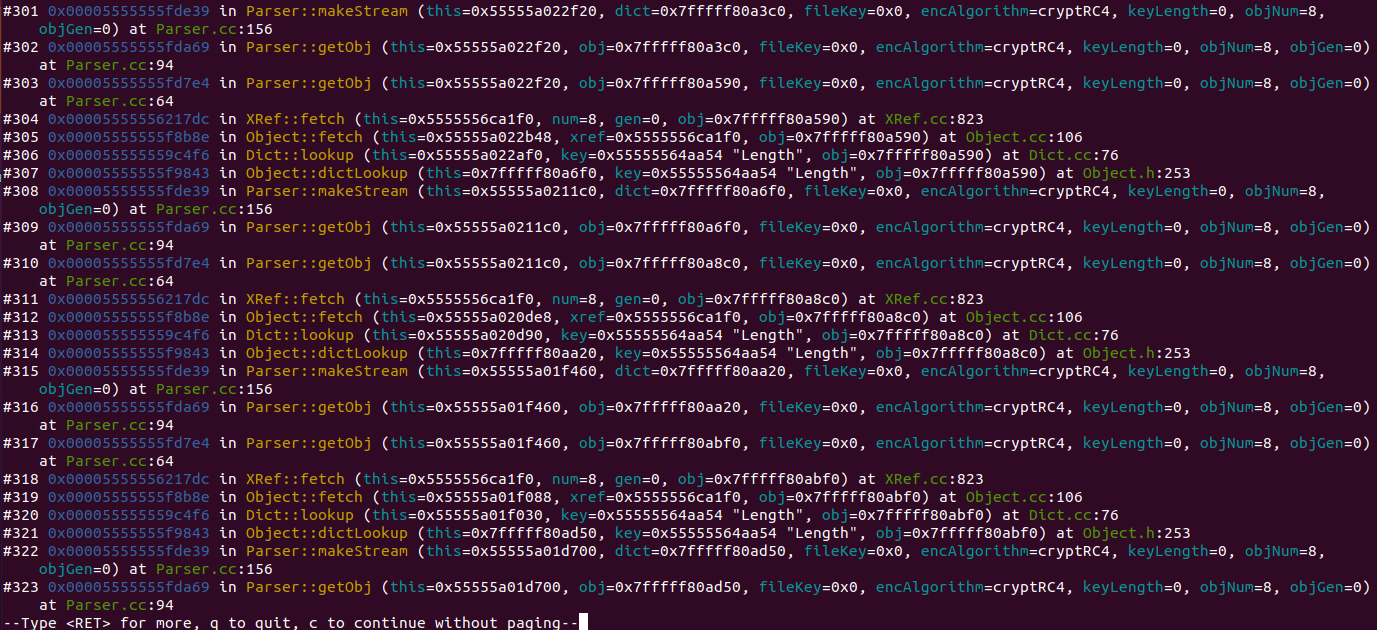 #301 0x00005555555fde39 in Parser::makeStream (this=0x55555a022f20, dict=0x7fffff80a3c0, fileKey=0x0, encAlgorithm=cryptRC4, keyLength=0, objNum=8,
objGen=0) at Parser.cc:156
#302 0x00005555555fda69 in Parser::getObj (this=0x55555a022f20, obj=0x7fffff80a3c0, fileKey=0x0, encAlgorithm=cryptRC4, keyLength=0, objNum=8, objGen=0)
at Parser.cc:94
#303 0x00005555555fd7e4 in Parser::getObj (this=0x55555a022f20, obj=0x7fffff80a590, fileKey=0x0, encAlgorithm=cryptRC4, keyLength=0, objNum=8, objGen=0)
at Parser.cc:64
#304 0x00005555556217dc in XRef::fetch (this=0x5555556ca1f0, num=8, gen=0, obj=0x7fffff80a590) at XRef.cc:823
#305 0x00005555555f8b8e in Object::fetch (this=0x55555a022b48, xref=0x5555556ca1f0, obj=0x7fffff80a590) at Object.cc:106
#306 0x000055555559c4f6 in Dict::lookup (this=0x55555a022af0, key=0x55555564aa54 "Length", obj=0x7fffff80a590) at Dict.cc:76
#307 0x00005555555f9843 in Object::dictLookup (this=0x7fffff80a6f0, key=0x55555564aa54 "Length", obj=0x7fffff80a590) at Object.h:253
#308 0x00005555555fde39 in Parser::makeStream (this=0x55555a0211c0, dict=0x7fffff80a6f0, fileKey=0x0, encAlgorithm=cryptRC4, keyLength=0, objNum=8,
objGen=0) at Parser.cc:156
#309 0x00005555555fda69 in Parser::getObj (this=0x55555a0211c0, obj=0x7fffff80a6f0, fileKey=0x0, encAlgorithm=cryptRC4, keyLength=0, objNum=8, objGen=0)
at Parser.cc:94
#310 0x00005555555fd7e4 in Parser::getObj (this=0x55555a0211c0, obj=0x7fffff80a8c0, fileKey=0x0, encAlgorithm=cryptRC4, keyLength=0, objNum=8, objGen=0)
at Parser.cc:64
#311 0x00005555556217dc in XRef::fetch (this=0x5555556ca1f0, num=8, gen=0, obj=0x7fffff80a8c0) at XRef.cc:823
#312 0x00005555555f8b8e in Object::fetch (this=0x55555a020de8, xref=0x5555556ca1f0, obj=0x7fffff80a8c0) at Object.cc:106
#313 0x000055555559c4f6 in Dict::lookup (this=0x55555a020d90, key=0x55555564aa54 "Length", obj=0x7fffff80a8c0) at Dict.cc:76
#314 0x00005555555f9843 in Object::dictLookup (this=0x7fffff80aa20, key=0x55555564aa54 "Length", obj=0x7fffff80a8c0) at Object.h:253
#315 0x00005555555fde39 in Parser::makeStream (this=0x55555a01f460, dict=0x7fffff80aa20, fileKey=0x0, encAlgorithm=cryptRC4, keyLength=0, objNum=8,
objGen=0) at Parser.cc:156
#316 0x00005555555fda69 in Parser::getObj (this=0x55555a01f460, obj=0x7fffff80aa20, fileKey=0x0, encAlgorithm=cryptRC4, keyLength=0, objNum=8, objGen=0)
at Parser.cc:94
#317 0x00005555555fd7e4 in Parser::getObj (this=0x55555a01f460, obj=0x7fffff80abf0, fileKey=0x0, encAlgorithm=cryptRC4, keyLength=0, objNum=8, objGen=0)
at Parser.cc:64
#318 0x00005555556217dc in XRef::fetch (this=0x5555556ca1f0, num=8, gen=0, obj=0x7fffff80abf0) at XRef.cc:823
#319 0x00005555555f8b8e in Object::fetch (this=0x55555a01f088, xref=0x5555556ca1f0, obj=0x7fffff80abf0) at Object.cc:106
#320 0x000055555559c4f6 in Dict::lookup (this=0x55555a01f030, key=0x55555564aa54 "Length", obj=0x7fffff80abf0) at Dict.cc:76
#321 0x00005555555f9843 in Object::dictLookup (this=0x7fffff80ad50, key=0x55555564aa54 "Length", obj=0x7fffff80abf0) at Object.h:253
#322 0x00005555555fde39 in Parser::makeStream (this=0x55555a01d700, dict=0x7fffff80ad50, fileKey=0x0, encAlgorithm=cryptRC4, keyLength=0, objNum=8,
objGen=0) at Parser.cc:156
#323 0x00005555555fda69 in Parser::getObj (this=0x55555a01d700, obj=0x7fffff80ad50, fileKey=0x0, encAlgorithm=cryptRC4, keyLength=0, objNum=8, objGen=0)
at Parser.cc:94
--Type <RET> for more, q to quit, c to continue without paging--